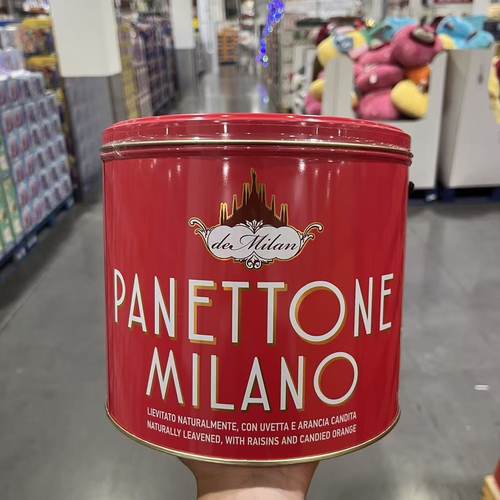 de Milan
PANETTONE
MILANO
LIEVITATO NATURALMENTE, CON UVETTA E ARANCIA CANDITA
NATURALLY LEAVENED, WITH RAISINS AND CANDIED ORANGE